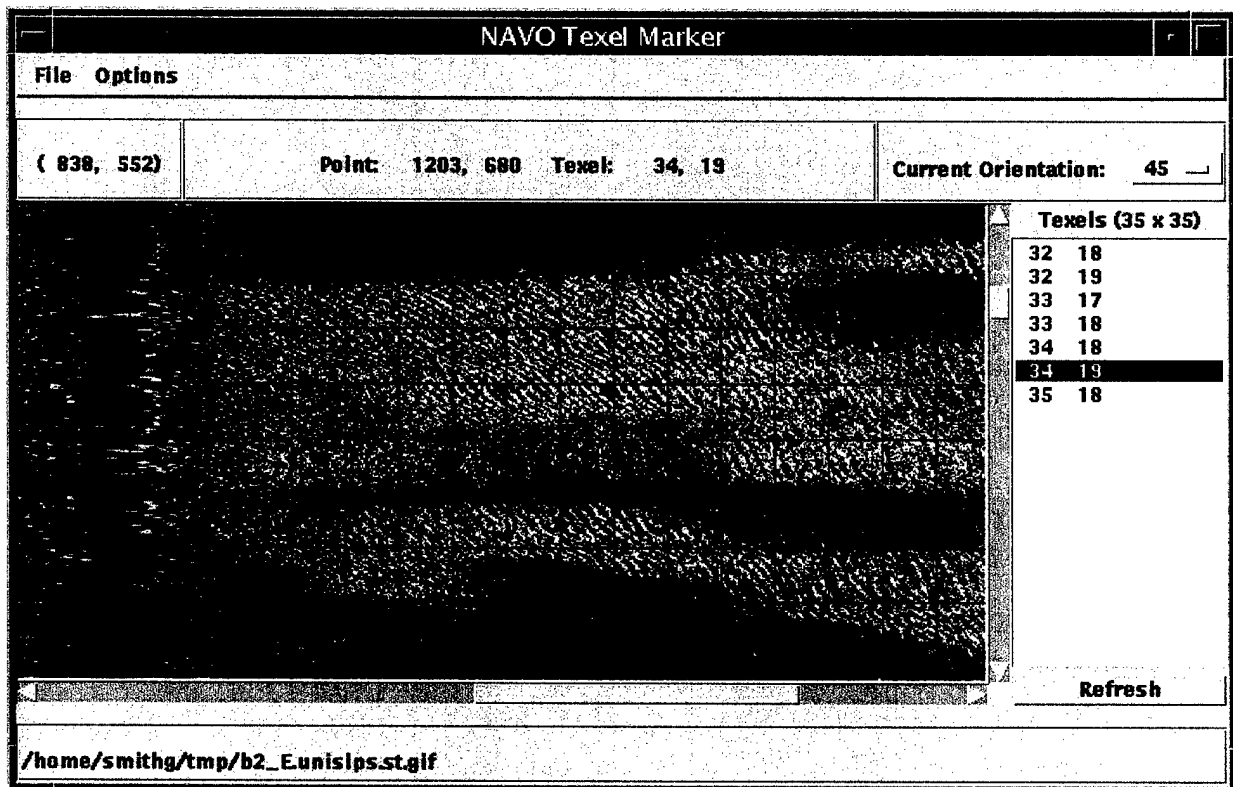 NAVO Texel Marker
File Options
( 838, 552) Point: 1203, 680 Texel: 34, 19 Current Orientation: 45
Texels (35 x 35)
32 18
32 19
33 17
33 18
34 18
34 19
35 18
Refresh
/home/smithg/tmp/b2_E.unisips.st.gif